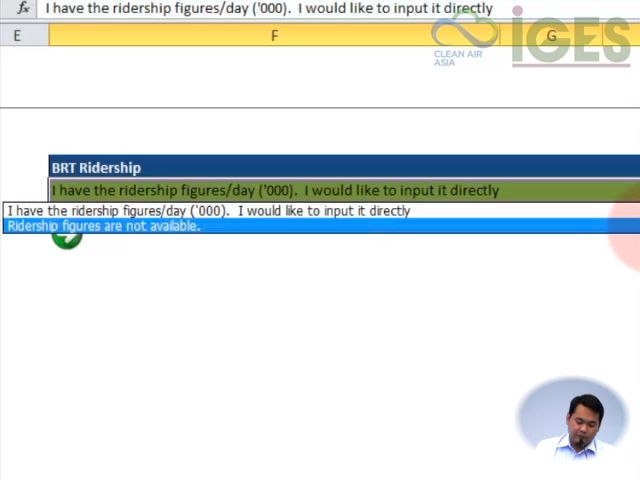 fx I have the ridership figures/day ('000).  I would like to input it directly
E F G
CLEAN AIR
ASIA
iGES
BRT Ridership
I have the ridership figures/day ('000).  I would like to input it directly
I have the ridership figures/day ('000).  I would like to input it directly
Ridership figures are not available.